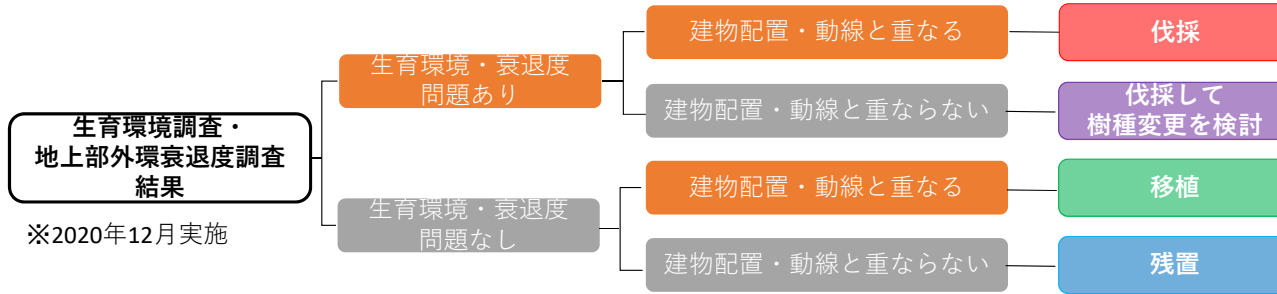 生育環境調査・
地上部外環衰退度調査
結果
※2020年12月実施
生育環境・衰退度
問題あり
建物配置・動線と重なる
伐採
建物配置・動線と重ならない
伐採して
樹種変更を検討
生育環境・衰退度
問題なし
建物配置・動線と重なる
移植
建物配置・動線と重ならない
残置